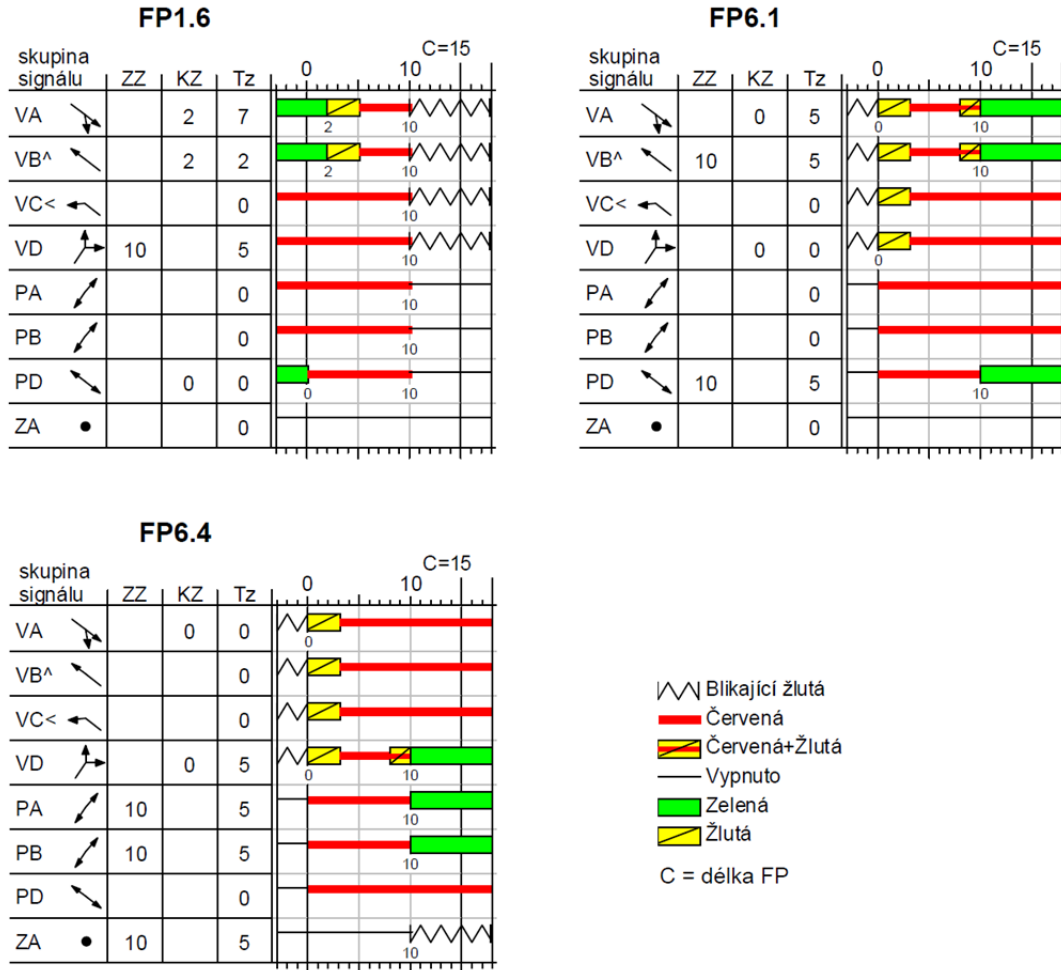 FP1.6
C=15
skupina
0 10
signálu ZZ KZ Tz
VA 2 7
2 10
VB^ 2 2
2 10
VC< 0
10
VD 10 5
10
PA 0
10
PB 0
10
PD 0 0
0 10
ZA 0
FP6.1
C=15
skupina
0 10
signálu ZZ KZ Tz
VA 0 5
0 10
VB^ 10 5
10
VC< 0
VD 0 0
0
PA 0
PB 0
PD 10 5
10
ZA 0
FP6.4
C=15
skupina
0 10
signálu ZZ KZ Tz
VA 0 0
0
VB^ 0
VC< 0
VD 0 5
0 10
PA 10 5
10
PB 10 5
10
PD 0
ZA 10 5
10
Blikající žlutá
Červená
Červená+Žlutá
Vypnuto
Zelená
Žlutá
C = délka FP